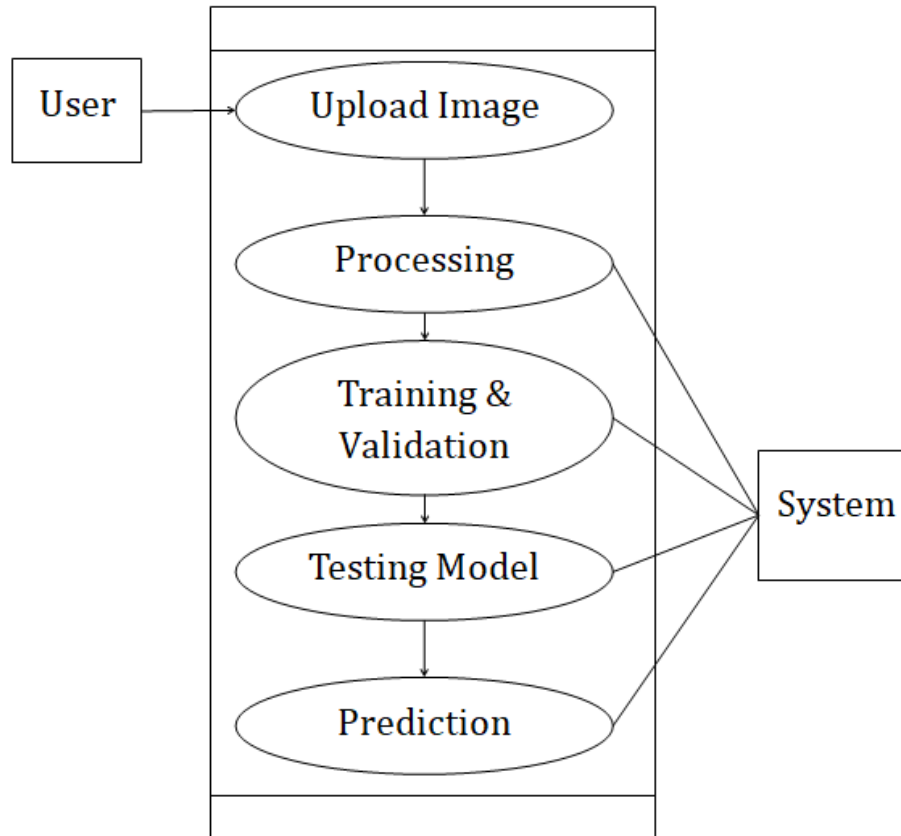 User
Upload Image
Processing
Training &
Validation
System
Testing Model
Prediction